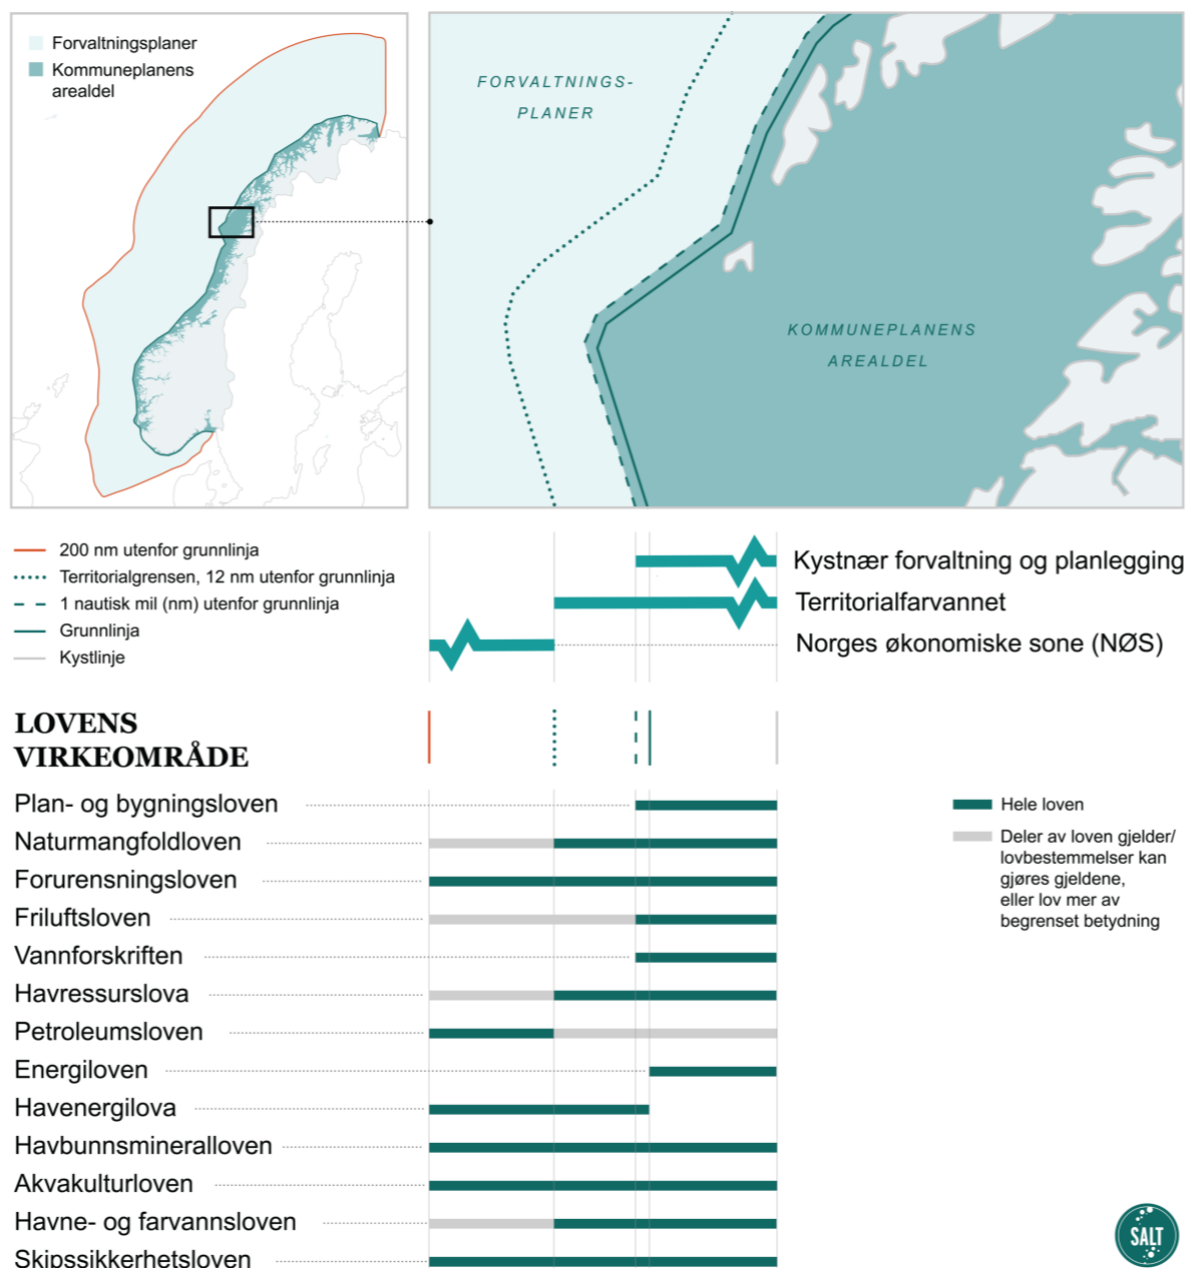 Forvaltningsplaner
Kommuneplanens
arealdel
FORVALTNINGS-
PLANER
KOMMUNEPLANENS
AREALDEL
200 nm utenfor grunnlinja
Territorialgrensen, 12 nm utenfor grunnlinja
1 nautisk mil (nm) utenfor grunnlinja
Grunnlinja
Kystlinje
Kystnær forvaltning og planlegging
Territorialfarvannet
Norges økonomiske sone (NØS)
LOVENS
VIRKEOMRÅDE
Plan- og bygningsloven
Naturmangfoldloven
Forurensningsloven
Friluftsloven
Vannforskriften
Havressurslova
Petroleumsloven
Energiloven
Havenergilova
Havbunnsmineralloven
Akvakulturloven
Havne- og farvannsloven
Skipssikkerhetsloven
Hele loven
Deler av loven gjelder/
lovbestemmelser kan
gjøres gjeldene,
eller lov mer av
begrenset betydning
SALT